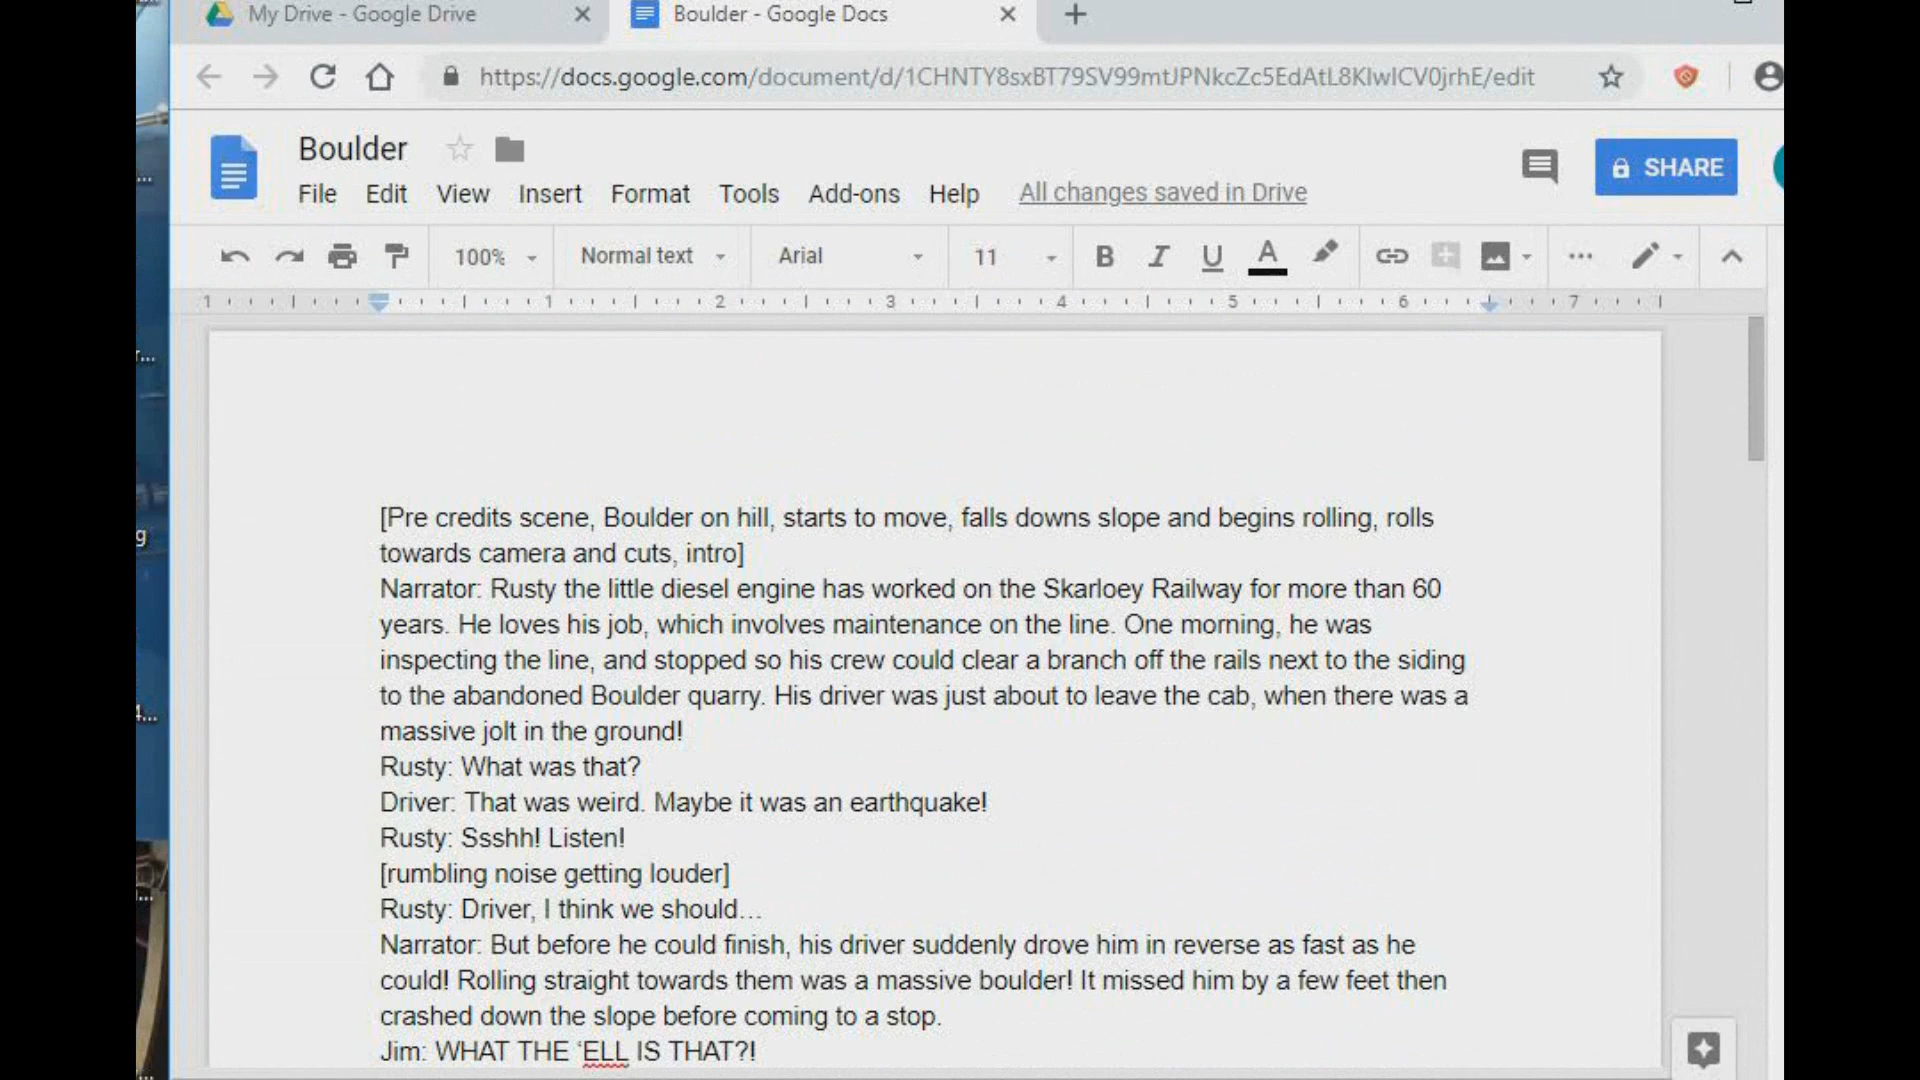 My Drive - Google Drive
Boulder - Google Docs
https://docs.google.com/document/d/1CHNTY8sxBT79SV99mtJPNkcZc5EdAtL8KIwICV0jrhE/edit
Boulder
SHARE
File Edit View Insert Format Tools Add-ons Help All changes saved in Drive
100% Normal text Arial 11 B I U A
1 1 2 3 4 5 6 7
[Pre credits scene, Boulder on hill, starts to move, falls downs slope and begins rolling, rolls
towards camera and cuts, intro]
Narrator: Rusty the little diesel engine has worked on the Skarloey Railway for more than 60
years. He loves his job, which involves maintenance on the line. One morning, he was
inspecting the line, and stopped so his crew could clear a branch off the rails next to the siding
to the abandoned Boulder quarry. His driver was just about to leave the cab, when there was a
massive jolt in the ground!
Rusty: What was that?
Driver: That was weird. Maybe it was an earthquake!
Rusty: Ssshh! Listen!
[rumbling noise getting louder]
Rusty: Driver, I think we should…
Narrator: But before he could finish, his driver suddenly drove him in reverse as fast as he
could! Rolling straight towards them was a massive boulder! It missed him by a few feet then
crashed down the slope before coming to a stop.
Jim: WHAT THE ‘ELL IS THAT?!